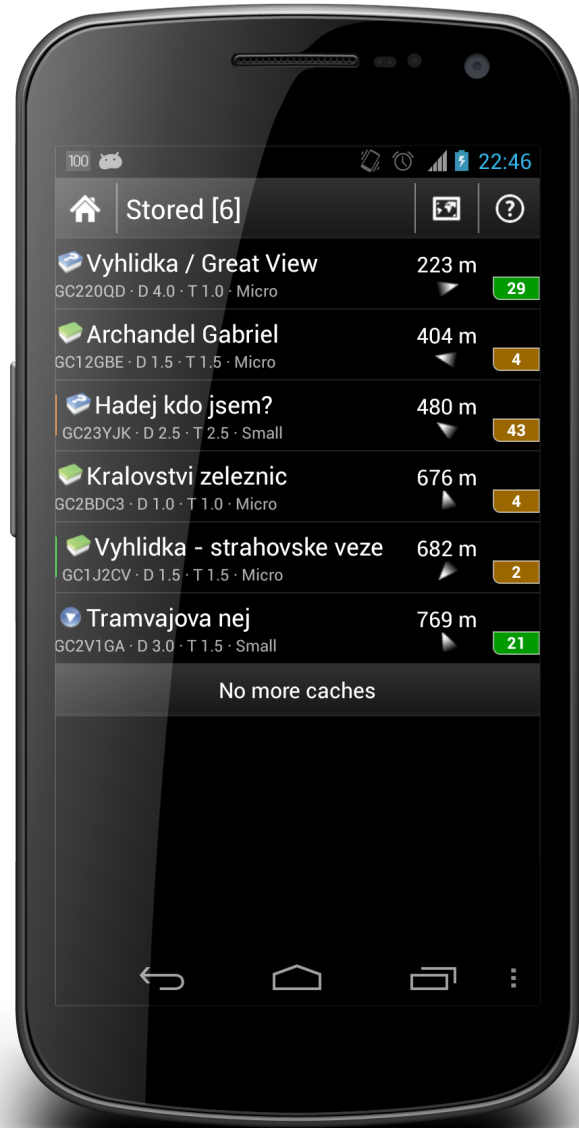 100
22:46
Stored [6]
Vyhlidka / Great View
223 m
GC220QD · D 4.0 · T 1.0 · Micro
29
Archandel Gabriel
404 m
GC12GBE · D 1.5 · T 1.5 · Micro
4
Hadej kdo jsem?
480 m
GC23YJK · D 2.5 · T 2.5 · Small
43
Kralovstvi zeleznic
676 m
GC2BDC3 · D 1.0 · T 1.0 · Micro
4
Vyhlidka - strahovske veze
682 m
GC1J2CV · D 1.5 · T 1.5 · Micro
2
Tramvajova nej
769 m
GC2V1GA · D 3.0 · T 1.5 · Small
21
No more caches